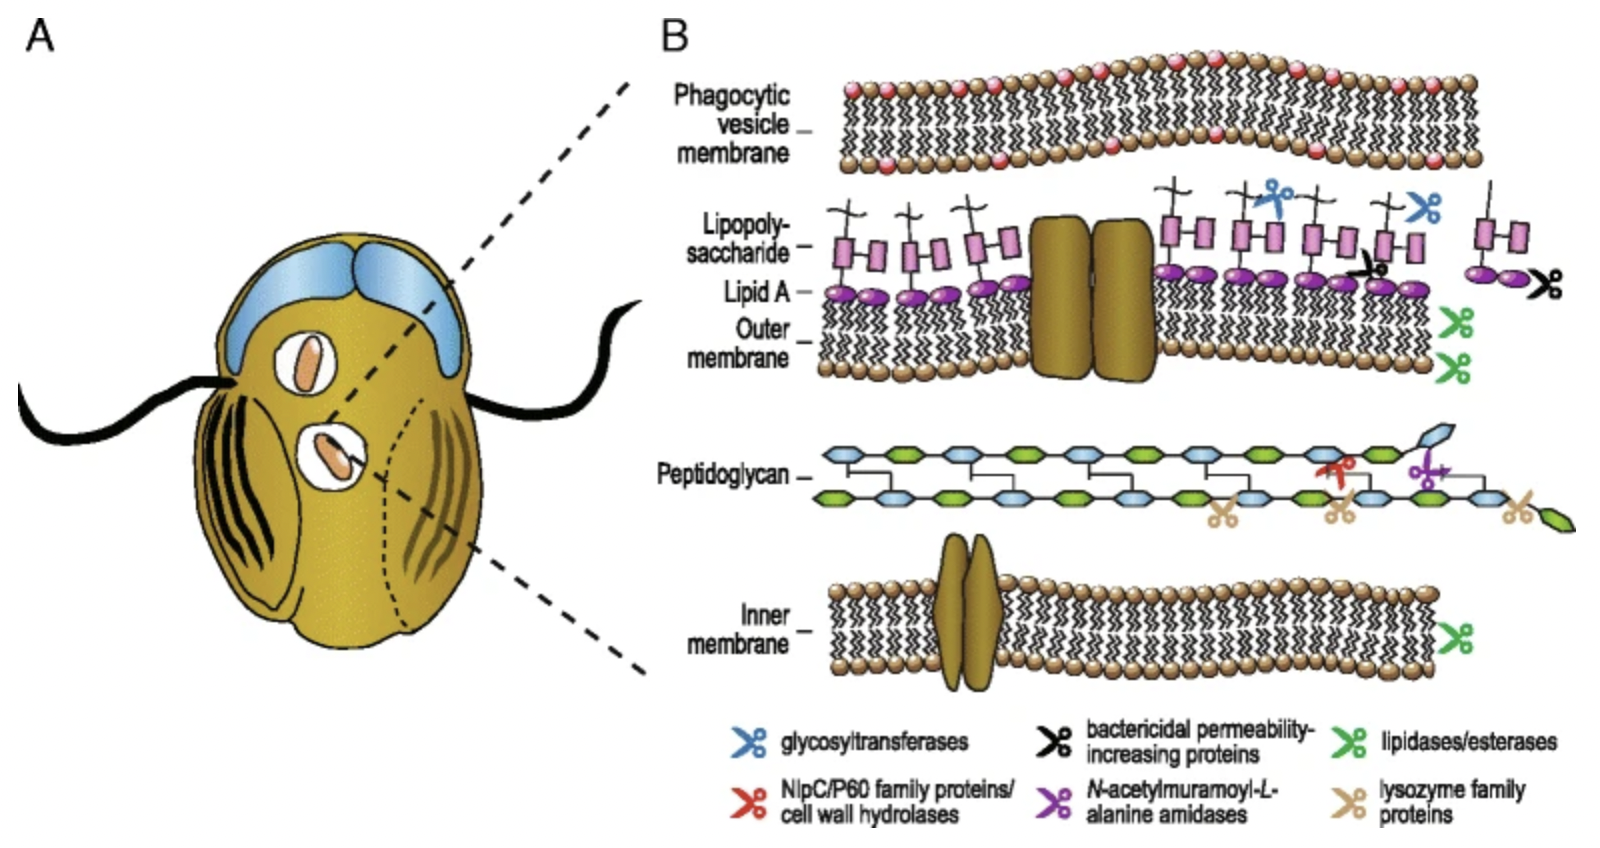 A
B
Phagocytic
vesicle
membrane
Lipopoly-
saccharide
Lipid A
Outer
membrane
Peptidoglycan
Inner
membrane
glycosyltransferases
bactericidal permeability-
increasing proteins
lipidases/esterases
NlpC/P60 family proteins/
cell wall hydrolases
N-acetylmuramoyl-L-
alanine amidases
lysozyme family
proteins